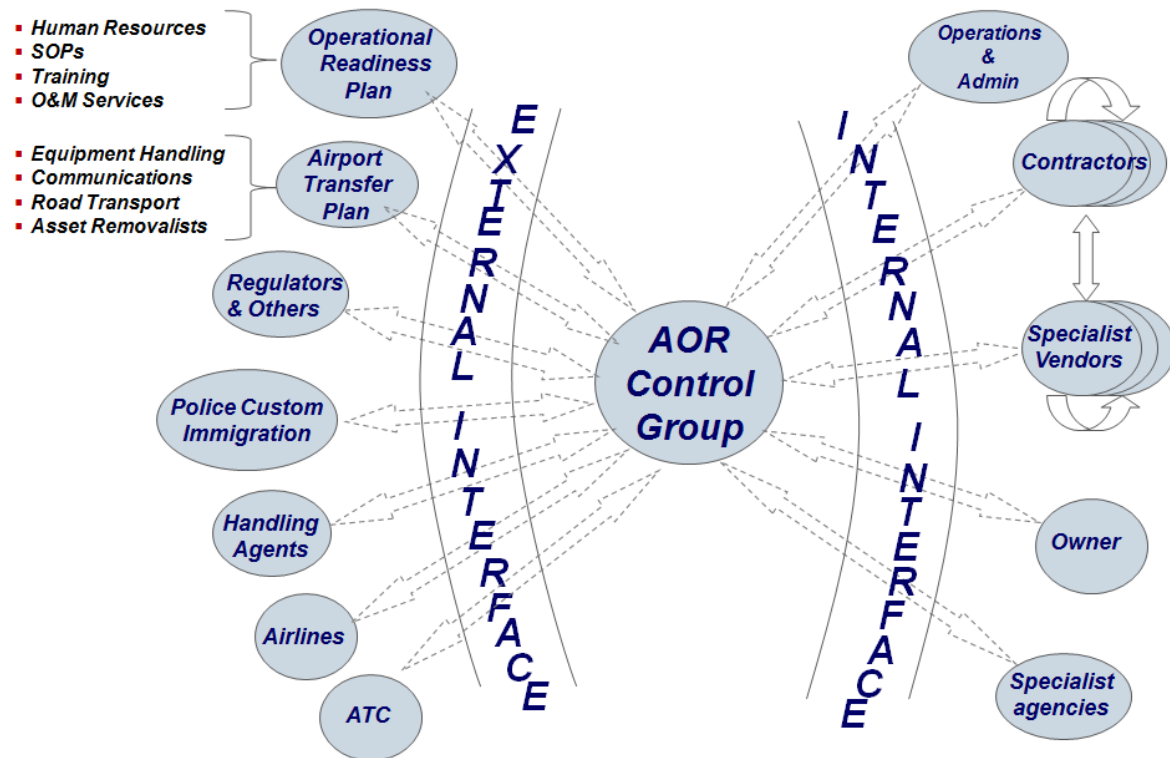 Human Resources
SOPs
Training
O&M Services
Operational
Readiness
Plan
Equipment Handling
Communications
Road Transport
Asset Removalists
Airport
Transfer
Plan
Regulators
& Others
Police Custom
Immigration
Handling
Agents
Airlines
ATC
EXTERNAL INTERFACE
AOR
Control
Group
INTERNAL INTERFACE
Operations
&
Admin
Contractors
Specialist
Vendors
Owner
Specialist
agencies